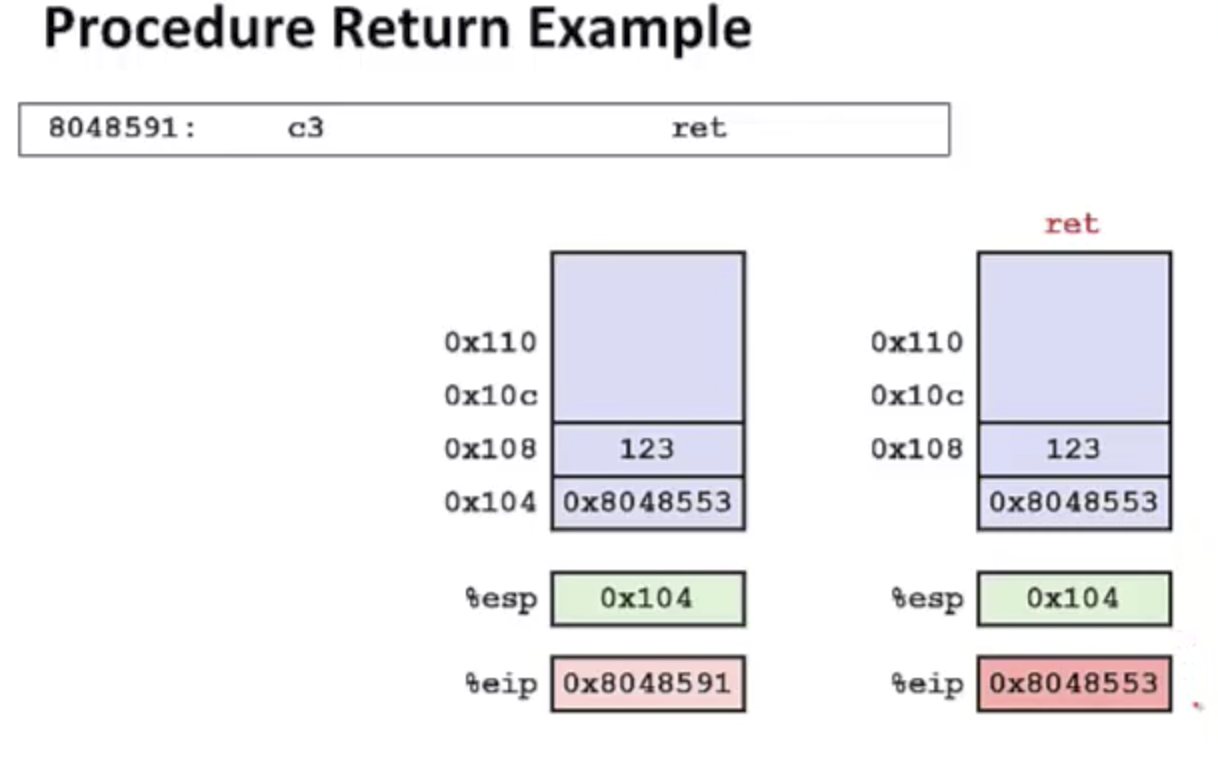 Procedure Return Example
8048591: c3 ret
ret
0x110 0x110
0x10c 0x10c
0x108 123 0x108 123
0x104 0x8048553 0x8048553
%esp 0x104 %esp 0x104
%eip 0x8048591 %eip 0x8048553